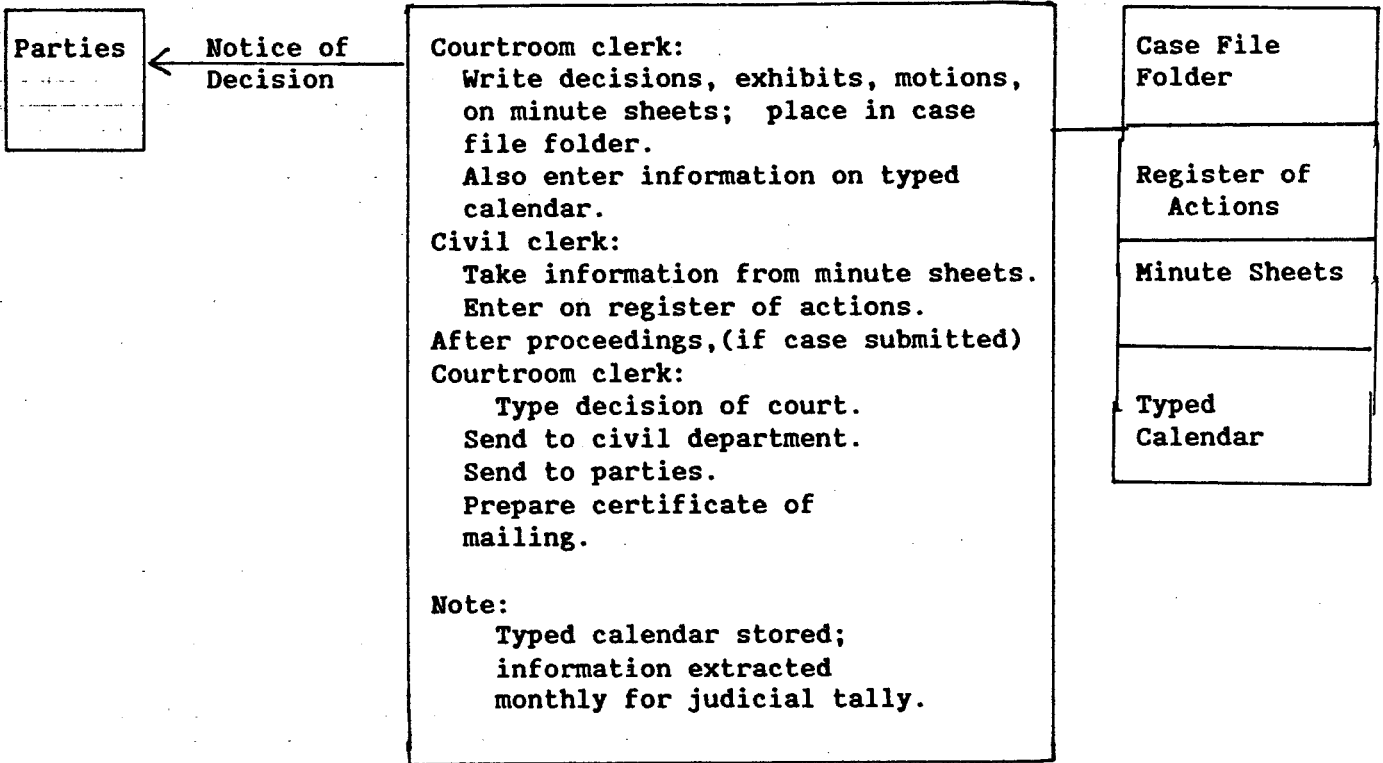 Parties
Notice of
Decision
Courtroom clerk:
Write decisions, exhibits, motions,
on minute sheets; place in case
file folder.
Also enter information on typed
calendar.
Civil clerk:
Take information from minute sheets.
Enter on register of actions.
After proceedings,(if case submitted)
Courtroom clerk:
Type decision of court.
Send to civil department.
Send to parties.
Prepare certificate of
mailing.
Note:
Typed calendar stored;
information extracted
monthly for judicial tally.
Case File
Folder
Register of
Actions
Minute Sheets
Typed
Calendar